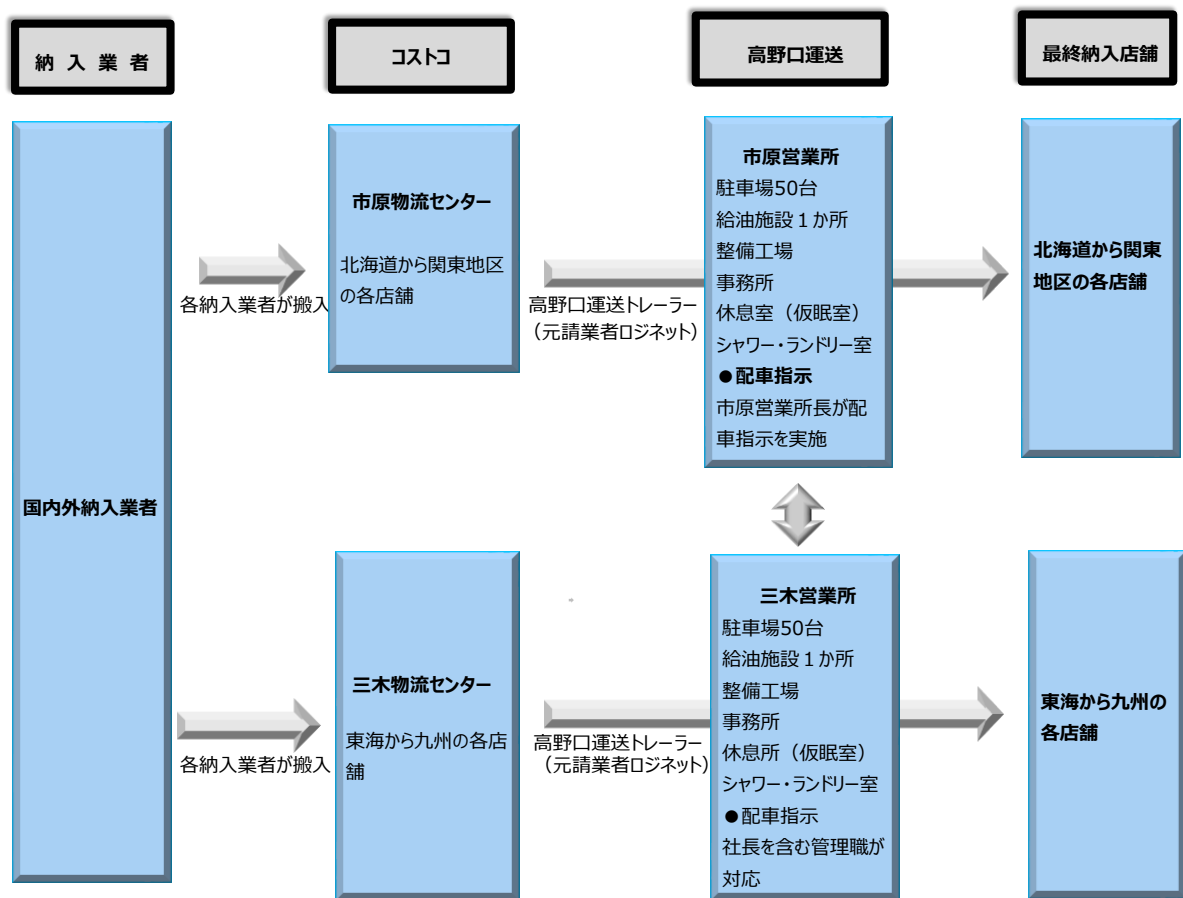 納 入 業 者
コストコ
高野口運送
最終納入店舗
国内外納入業者
各納入業者が搬入
市原物流センター
北海道から関東地区
の各店舗
高野口運送トレーラー
（元請業者ロジネット）
市原営業所
駐車場50台
給油施設１か所
整備工場
事務所
休息室（仮眠室）
シャワー・ランドリー室
●配車指示
市原営業所長が配
車指示を実施
北海道から関東
地区の各店舗
各納入業者が搬入
三木物流センター
東海から九州の各店
舗
高野口運送トレーラー
（元請業者ロジネット）
三木営業所
駐車場50台
給油施設１か所
整備工場
事務所
休息所（仮眠室）
シャワー・ランドリー室
●配車指示
社長を含む管理職が
対応
東海から九州の
各店舗